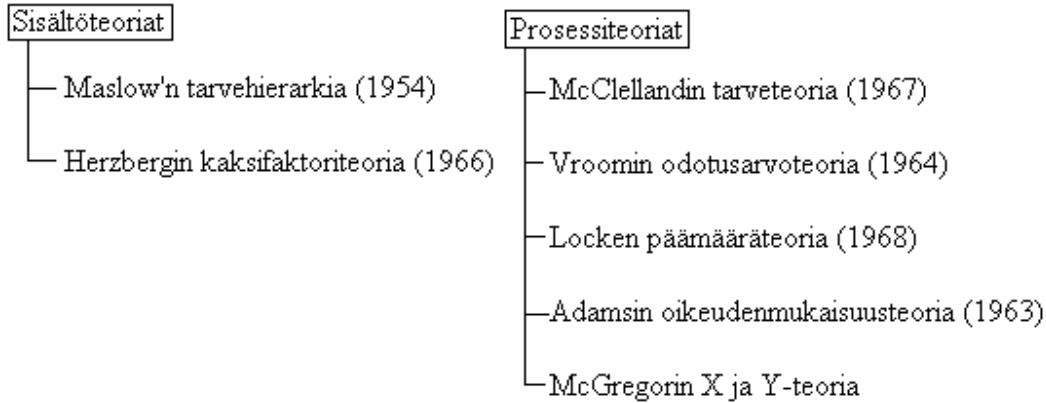 Sisältöteoriat
Maslow'n tarvehierarkia (1954)
Herzbergin kaksifaktoriteoria (1966)
Prosessiteoriat
McClellandin tarveteoria (1967)
Vroomin odotusarvoteoria (1964)
Locken päämääräteoria (1968)
Adamsin oikeudenmukaisuusteoria (1963)
McGregorin X ja Y-teoria